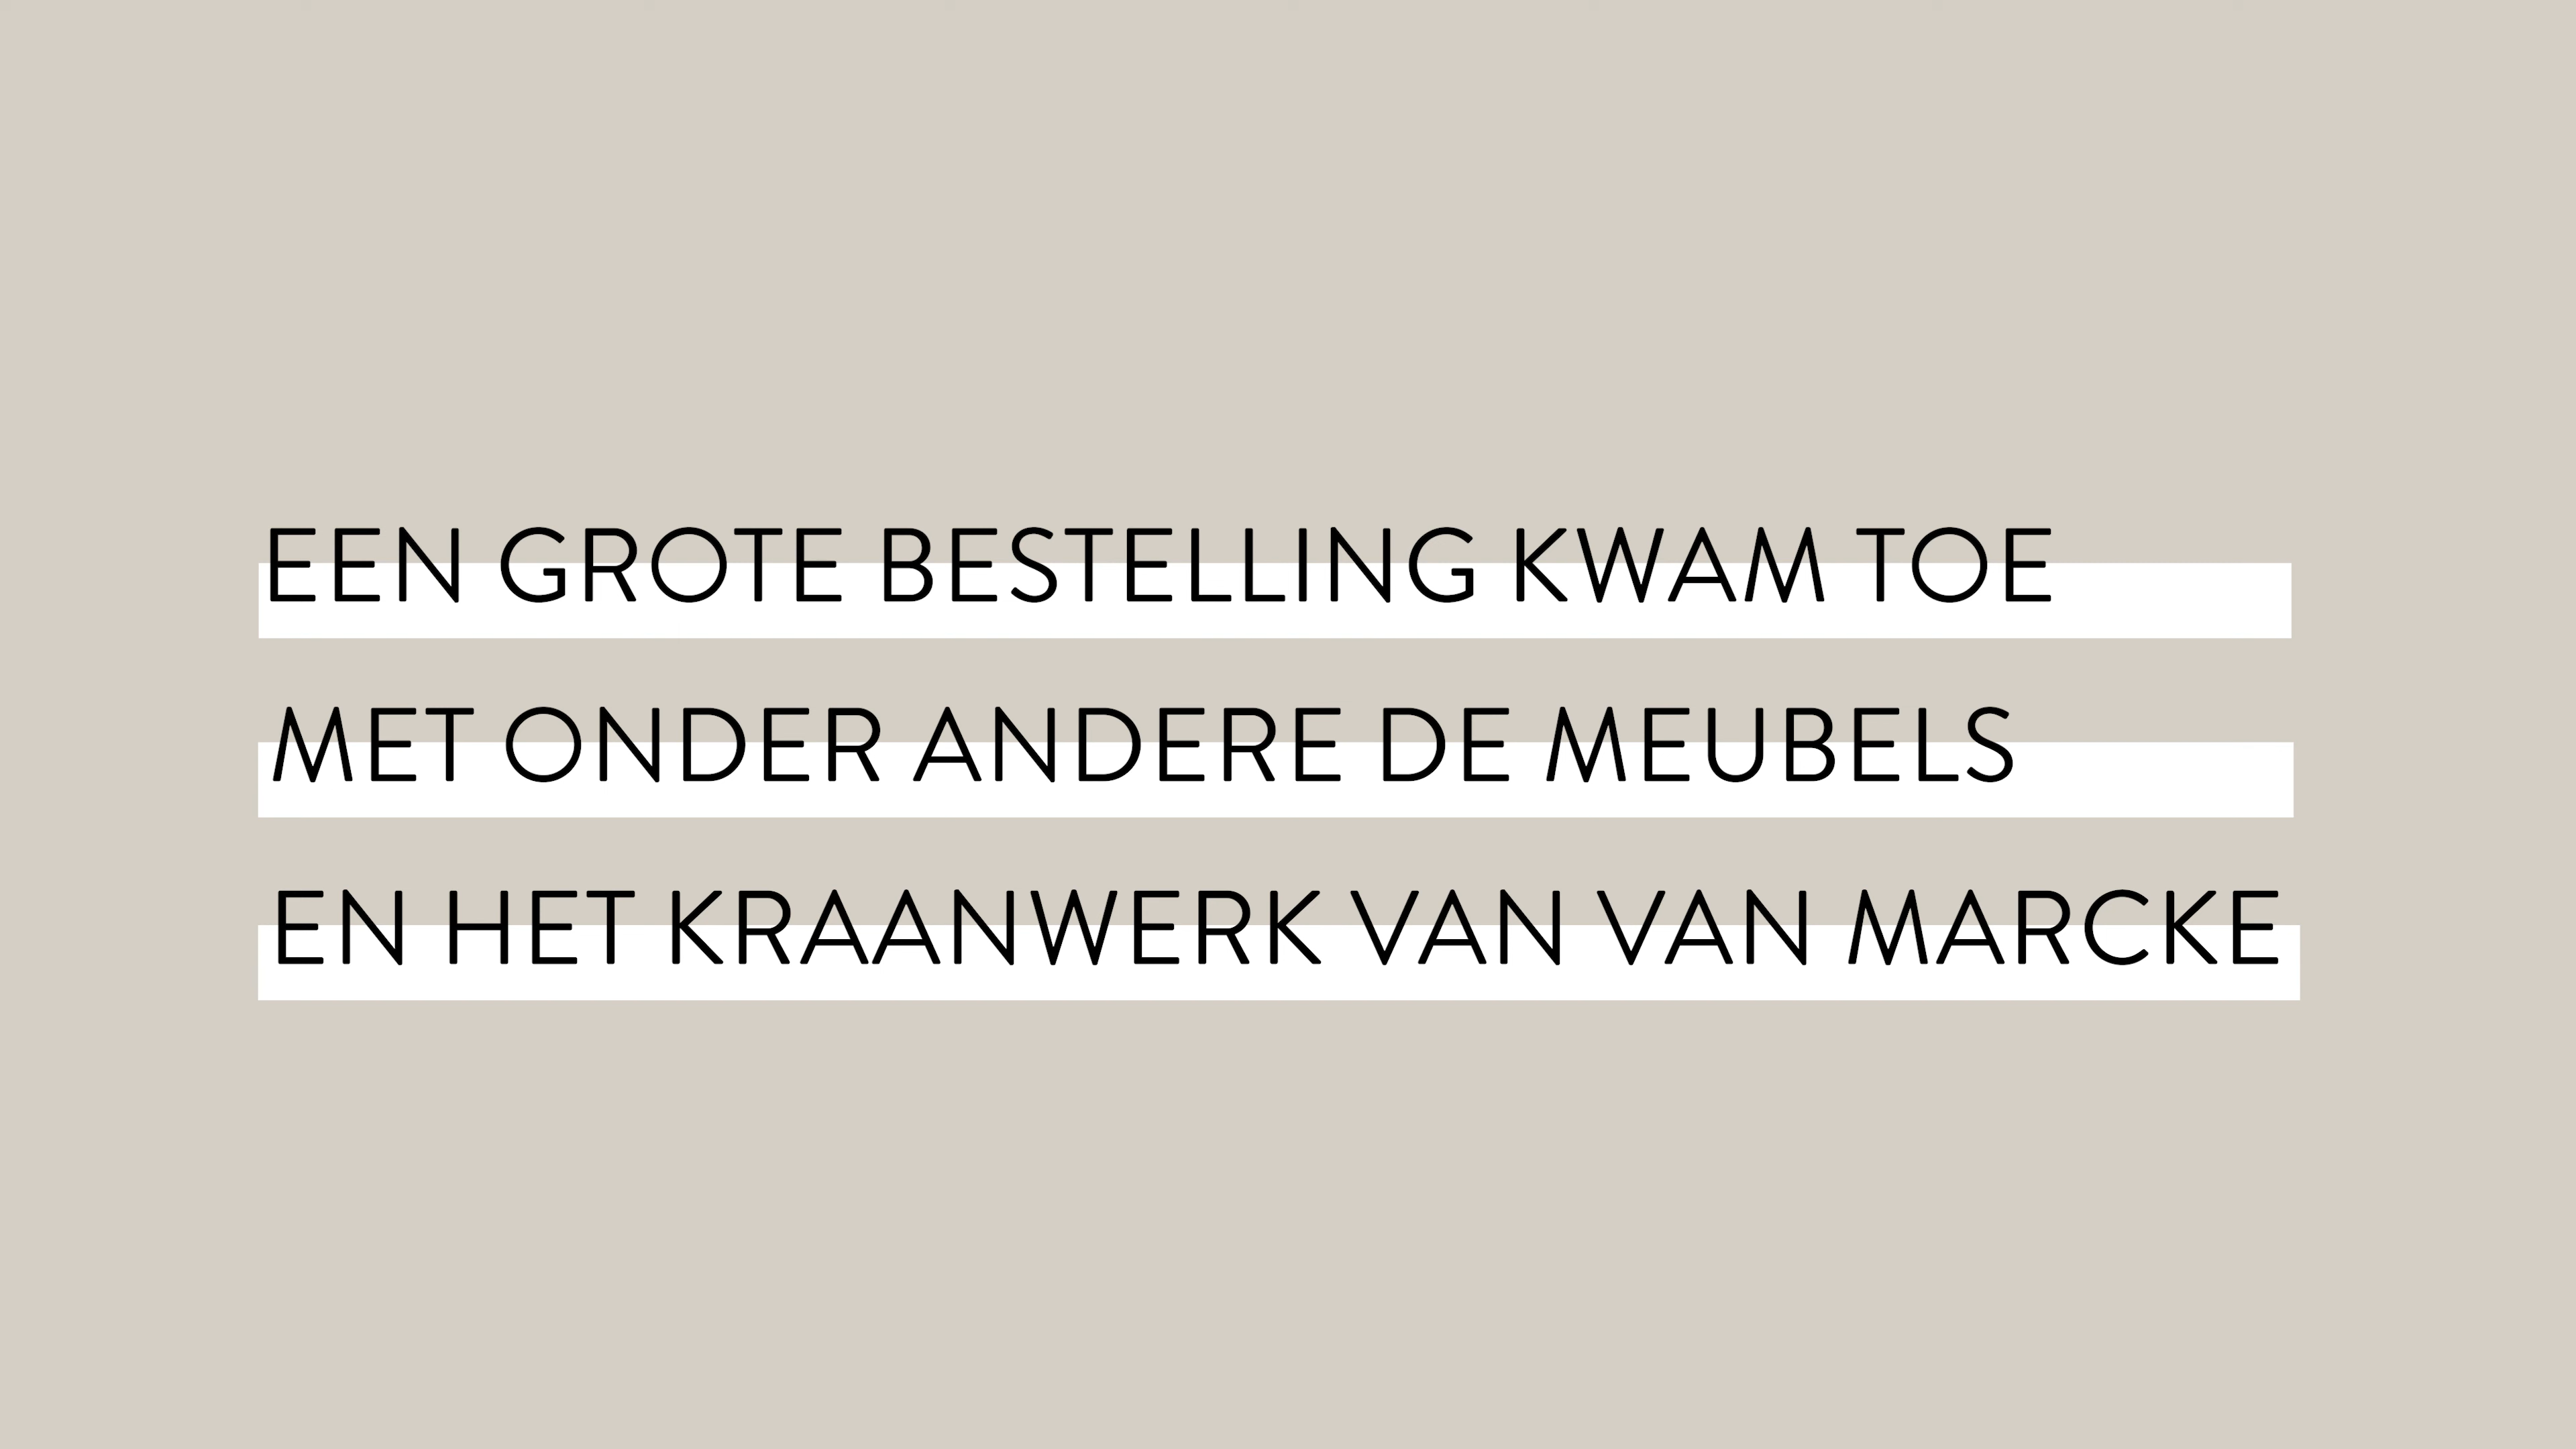 EEN GROTE BESTELLING KWAM TOE
MET ONDER ANDERE DE MEUBELS
EN HET KRAANWERK VAN VAN MARCKE